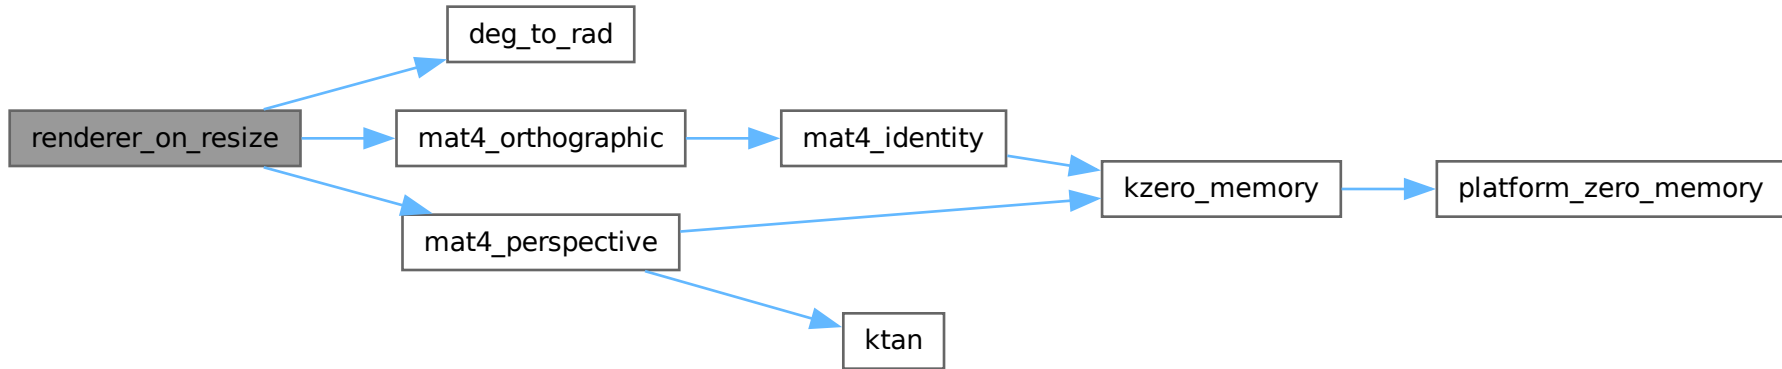 deg_to_rad
renderer_on_resize
mat4_orthographic
mat4_identity
kzero_memory
platform_zero_memory
mat4_perspective
ktan